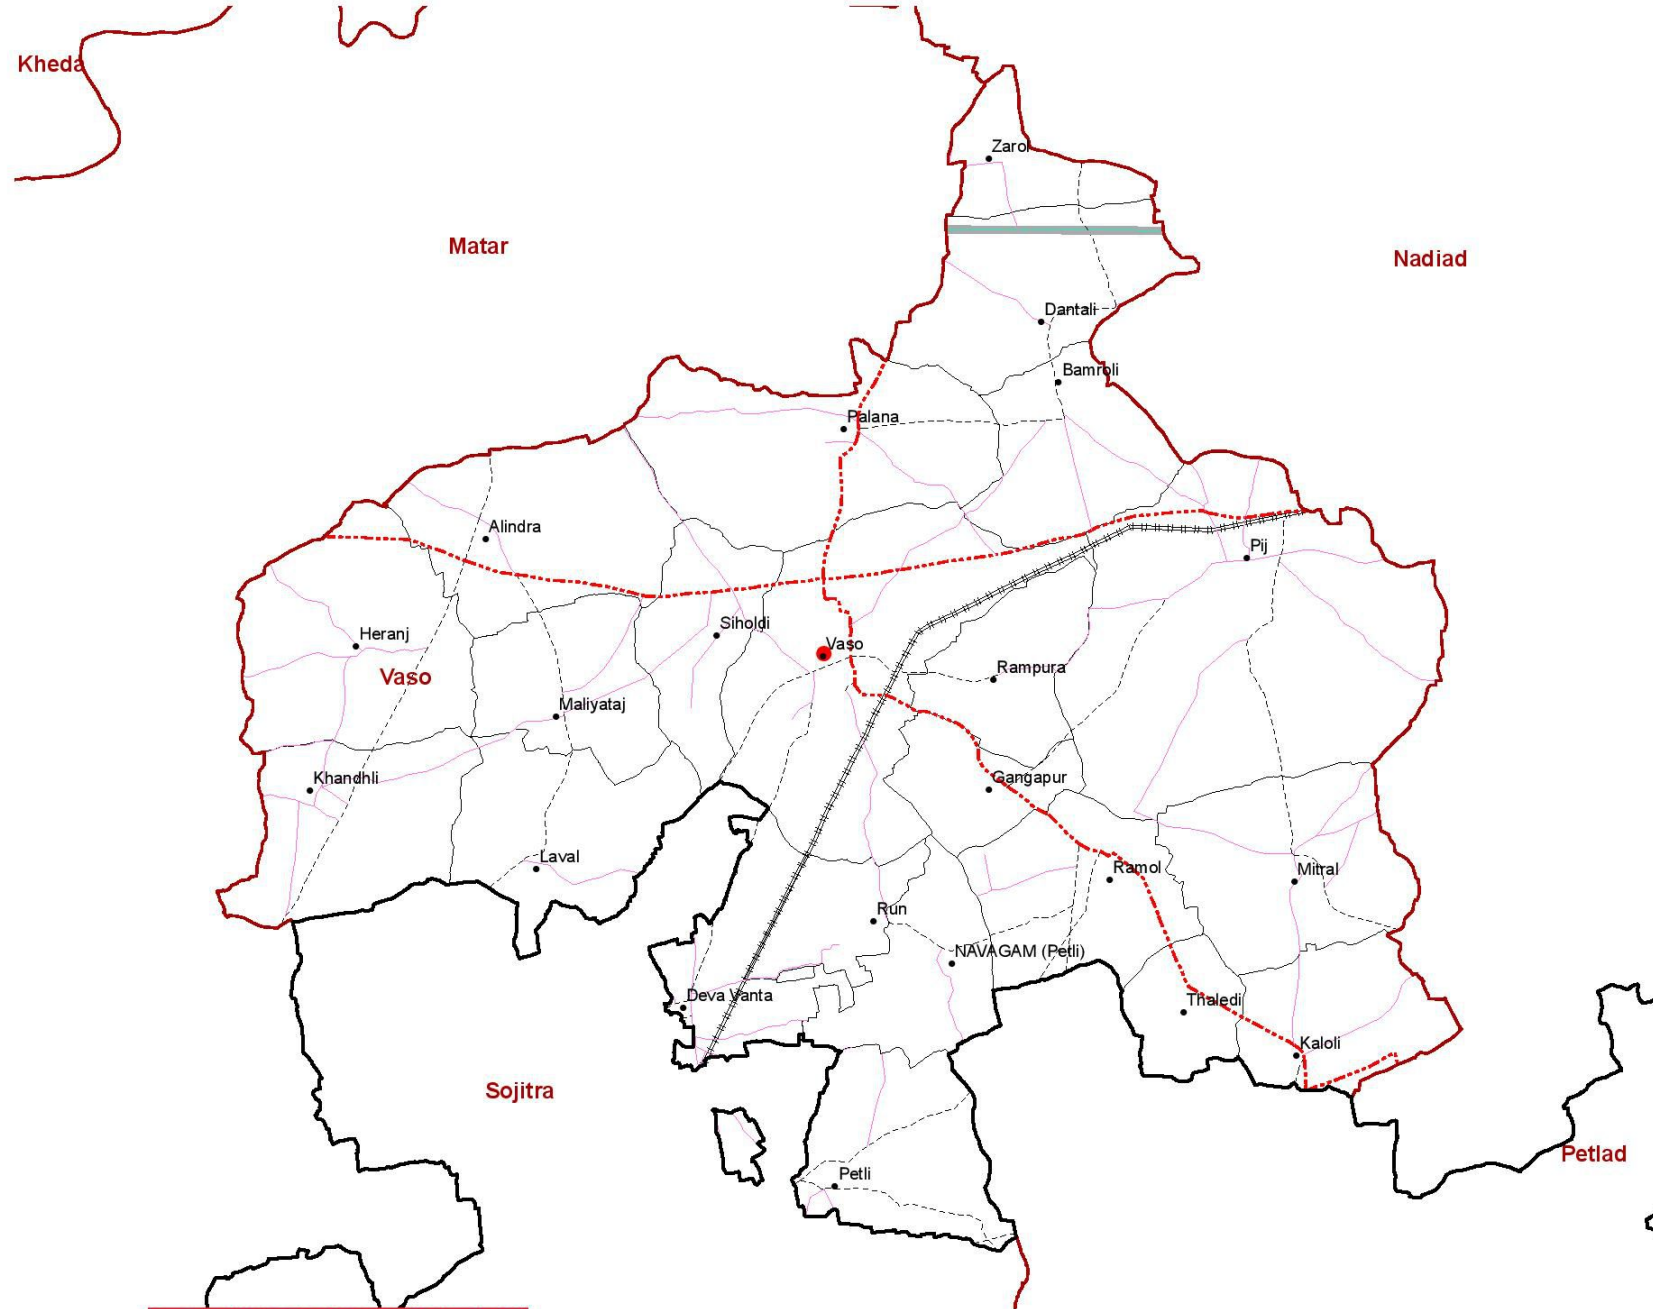 Kheda
Zarol
Matar
Nadiad
Dantali
Bamroli
Palana
Alindra
Pij
Heranj
Siholdi
Vaso
Rampura
Vaso
Maliyataj
Khandhli
Gangapur
Laval
Ramol
Mitral
Run
NAVAGAM (Petli)
Deva Vanta
Thaledi
Kaloli
Sojitra
Petlad
Petli